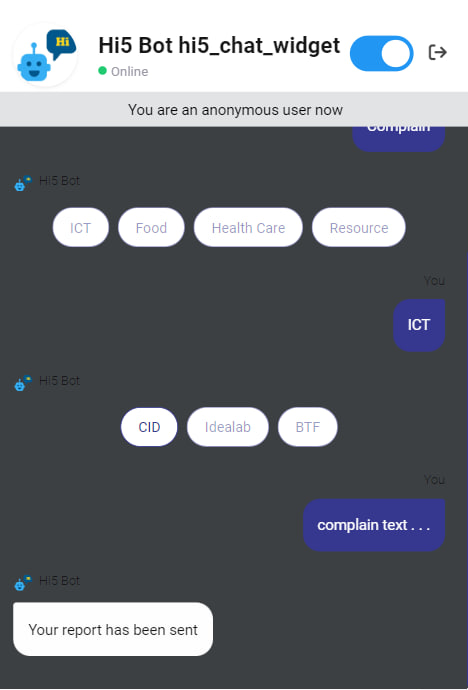 Hi
Hi5 Bot hi5_chat_widget
Online
You are an anonymous user now
Complain
Hi5 Bot
ICT Food Health Care Resource
You
ICT
Hi5 Bot
CID Idealab BTF
You
complain text . . .
Hi5 Bot
Your report has been sent